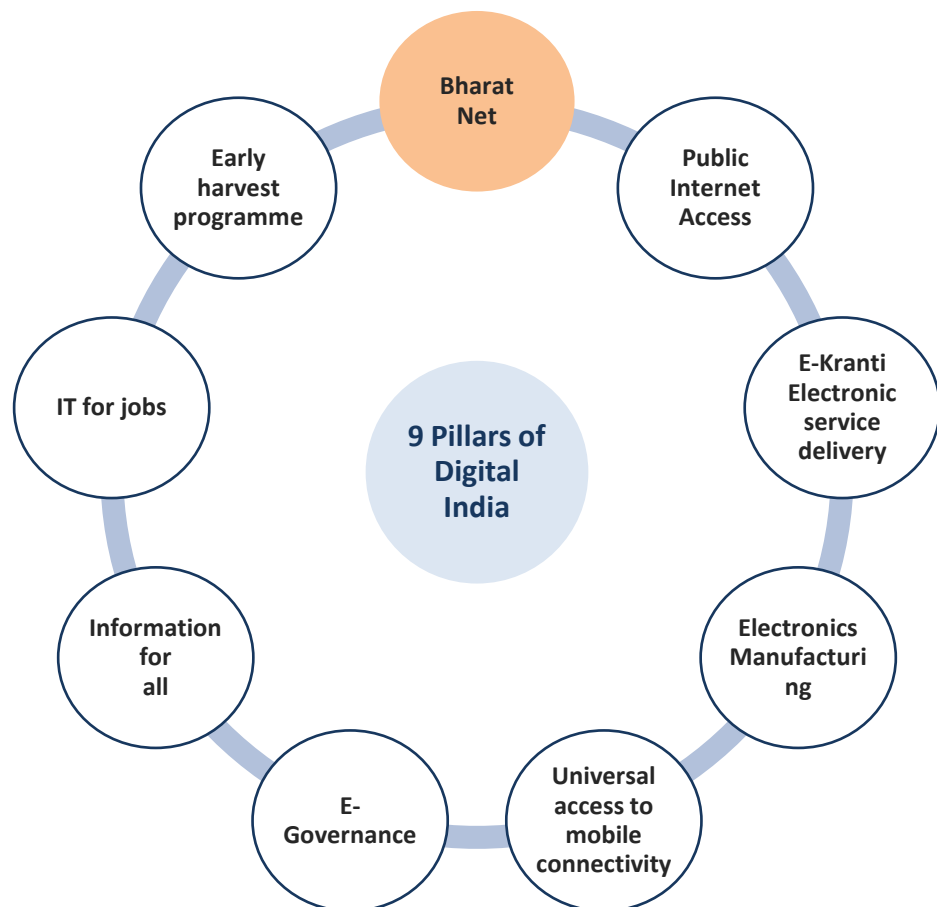 Bharat
Net
Public
Internet
Access
E-Kranti
Electronic
service
delivery
Electronics
Manufacturi
ng
Universal
access to
mobile
connectivity
E-
Governance
Information
for
all
IT for jobs
Early
harvest
programme
9 Pillars of
Digital
India